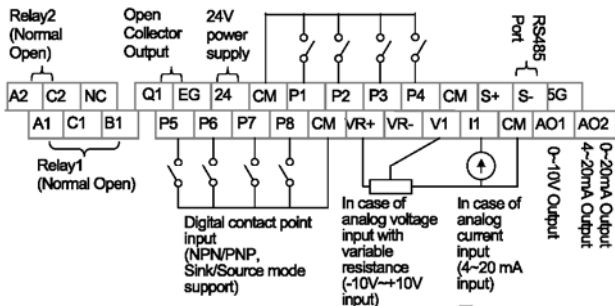 Relay2
(Normal
Open)
Open
Collector
Output
24V
power
supply
RS485
Port
A2 C2 NC
Q1 EG 24 CM P1 P2 P3 P4 CM S+ S- 5G
A1 C1 B1
P5 P6 P7 P8 CM VR+ VR- V1 I1 CM AO1 AO2
Relay1
(Normal Open)
Digital contact point
input
(NPN/PNP,
Sink/Source mode
support)
In case of
analog voltage
input with
variable
resistance
(-10V~+10V
input)
In case of
analog
current
input
(4~20 mA
input)
0~10V Output
0~20mA Output
4~20mA Output